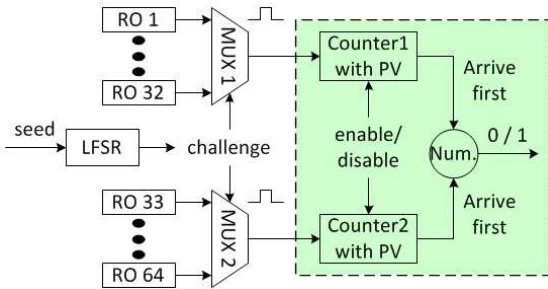 RO 1
RO 32
MUX 1
Counter1
with PV
Arrive
first
seed
LFSR
challenge
enable/
disable
Num.
0 / 1
RO 33
RO 64
MUX 2
Counter2
with PV
Arrive
first